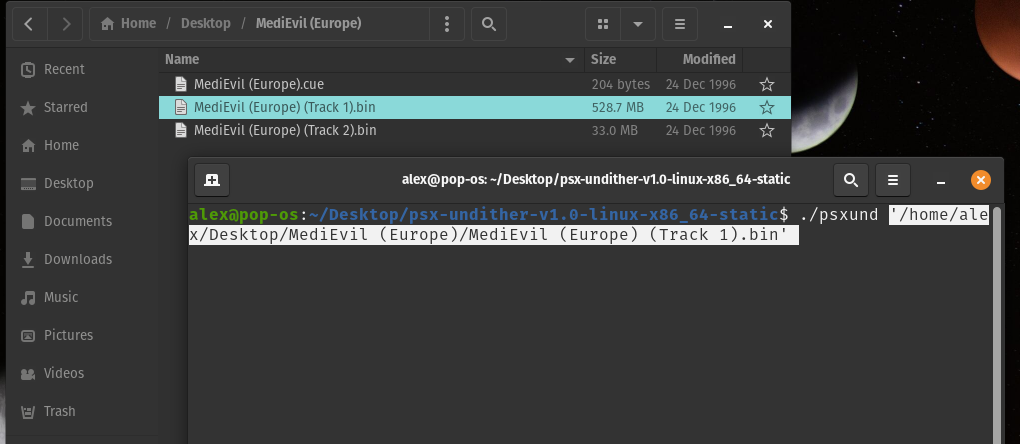 Home / Desktop / MediEvil (Europe)
Name Size Modified
Recent
MediEvil (Europe).cue 204 bytes 24 Dec 1996
Starred
MediEvil (Europe) (Track 1).bin 528.7 MB 24 Dec 1996
Home
MediEvil (Europe) (Track 2).bin 33.0 MB 24 Dec 1996
Desktop
Documents
Downloads
Music
Pictures
Videos
Trash
alex@pop-os: ~/Desktop/psx-undither-v1.0-linux-x86_64-static
alex@pop-os:~/Desktop/psx-undither-v1.0-linux-x86_64-static$ ./psxund '/home/ale
x/Desktop/MediEvil (Europe)/MediEvil (Europe) (Track 1).bin'